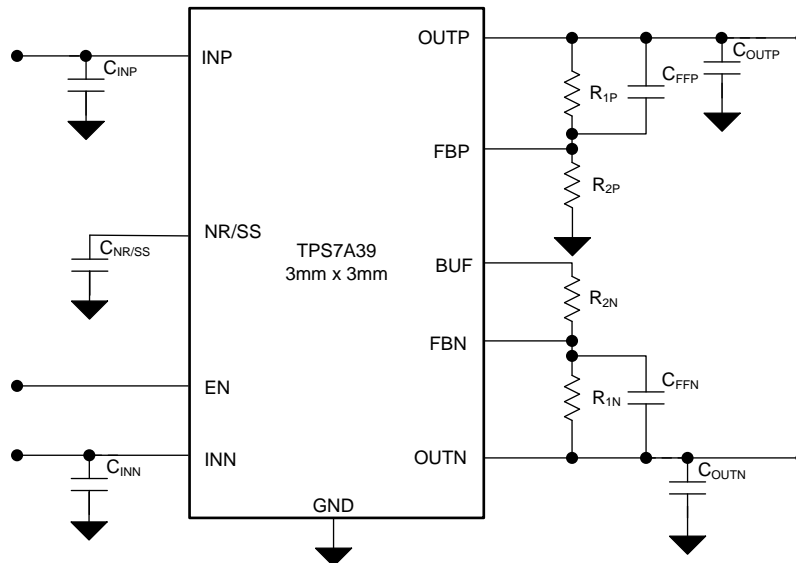 INP
OUTP
C_INP
C_OUTP
C_FFP
R_1P
FBP
R_2P
NR/SS
C_NR/SS
TPS7A39
3mm x 3mm
BUF
R_2N
FBN
C_FFN
EN
R_1N
INN
OUTN
C_INN
C_OUTN
GND